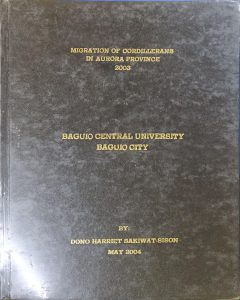 MIGRATION OF CORDILLERANS
IN AURORA PROVINCE
2003
BAGUIO CENTRAL UNIVERSITY
BAGUIO CITY
BY:
DONO HARRIET SAKIWAT-SISON
MAY 2004